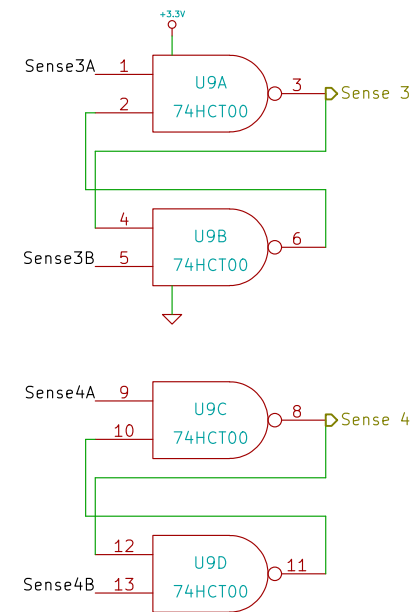 +3.3V
Sense3A 1
U9A
3 Sense 3
2
74HCT00
4
U9B
6
Sense3B 5
74HCT00
Sense4A 9
U9C
8 Sense 4
10
74HCT00
12
U9D
11
Sense4B 13
74HCT00